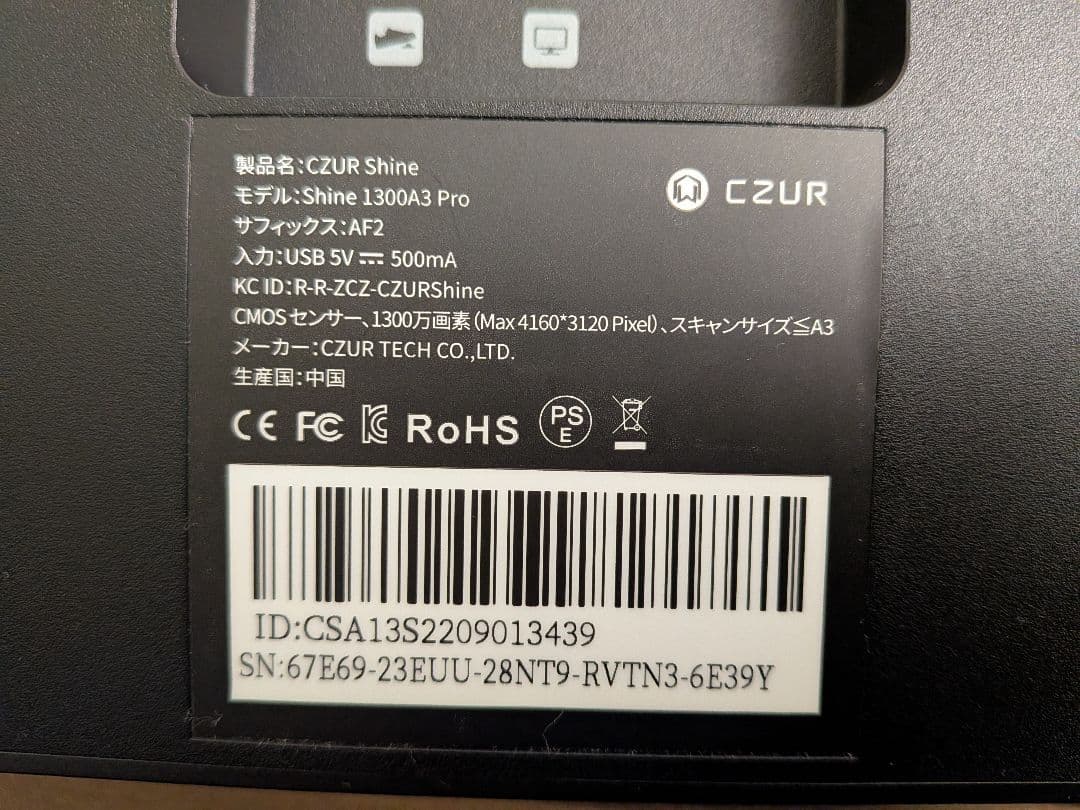 製品名:CZUR Shine
モデル:Shine 1300A3 Pro
CZUR
サフィックス:AF2
入力:USB 5V ⎓ 500mA
KC ID:R-R-ZCZ-CZURShine
CMOSセンサー、1300万画素(Max 4160*3120 Pixel)、スキャンサイズ≦A3
メーカー:CZUR TECH CO.,LTD.
生産国:中国
CE FC KC RoHS PSE
ID:CSA13S2209013439
SN:67E69-23EUU-28NT9-RVTN3-6E39Y